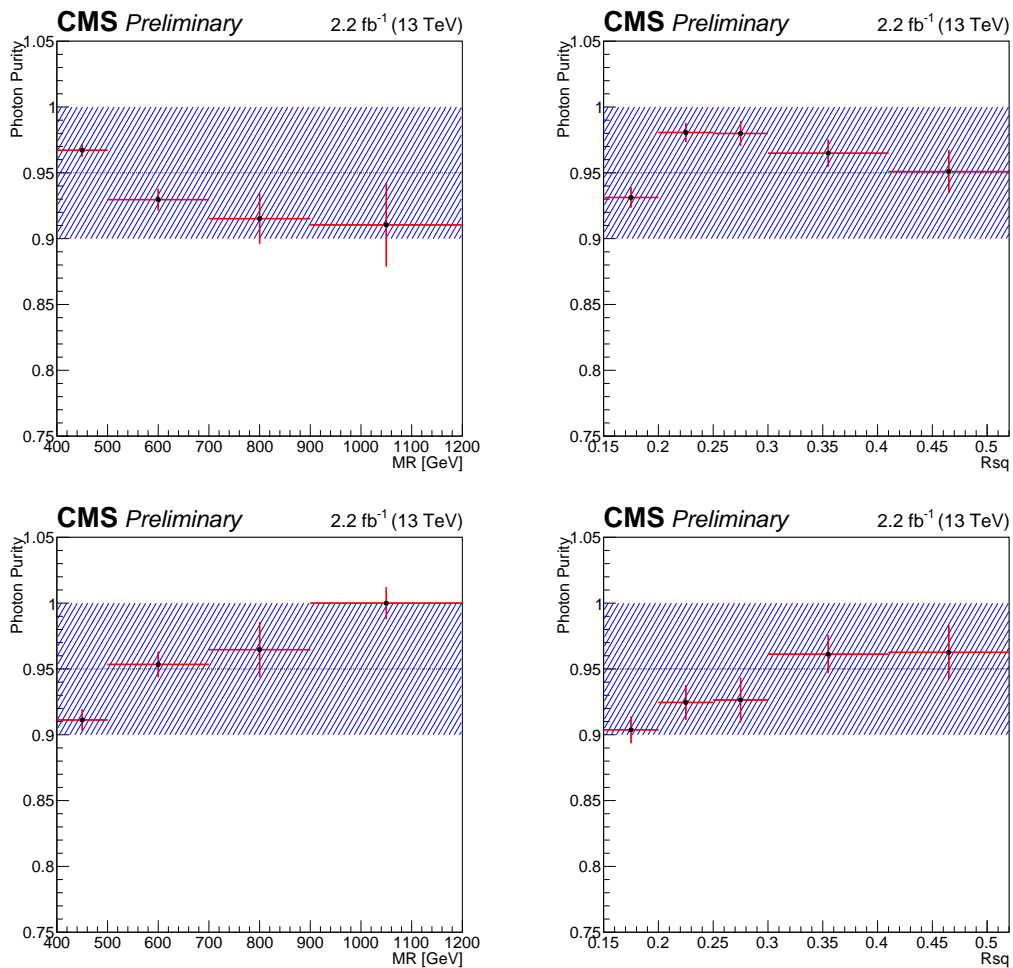 CMS Preliminary 2.2 fb⁻¹ (13 TeV)
Photon Purity
1.05
1
0.95
0.9
0.85
0.8
0.75
400 500 600 700 800 900 1000 1100 1200
MR [GeV]
CMS Preliminary 2.2 fb⁻¹ (13 TeV)
Photon Purity
1.05
1
0.95
0.9
0.85
0.8
0.75
0.15 0.2 0.25 0.3 0.35 0.4 0.45 0.5
Rsq
CMS Preliminary 2.2 fb⁻¹ (13 TeV)
Photon Purity
1.05
1
0.95
0.9
0.85
0.8
0.75
400 500 600 700 800 900 1000 1100 1200
MR [GeV]
CMS Preliminary 2.2 fb⁻¹ (13 TeV)
Photon Purity
1.05
1
0.95
0.9
0.85
0.8
0.75
0.15 0.2 0.25 0.3 0.35 0.4 0.45 0.5
Rsq